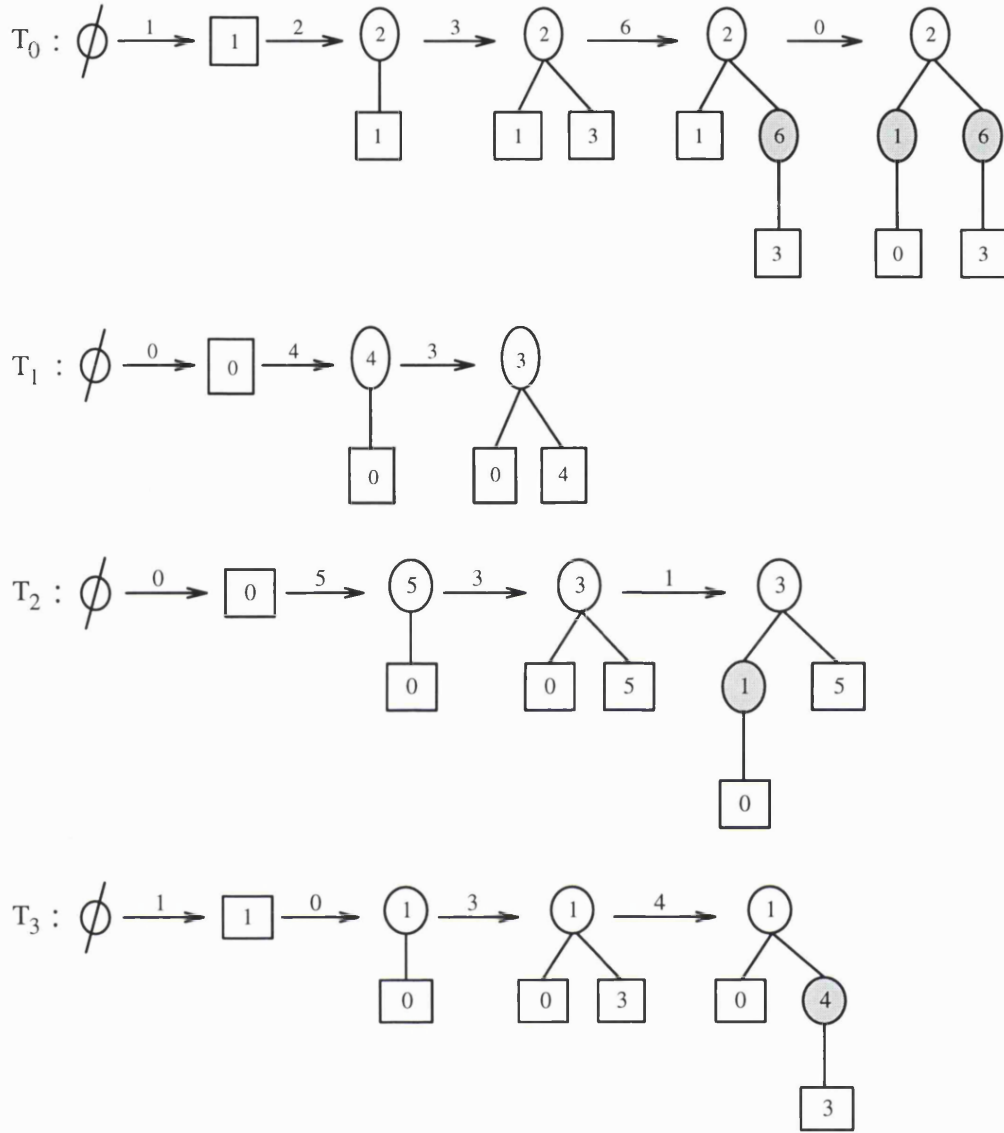 T0 : ∅ 1 1 2 2 3 2 6 2 0 2
1 1 3 1 6 1 6
3 0 3
T1 : ∅ 0 0 4 4 3 3
0 0 4
T2 : ∅ 0 0 5 5 3 3 1 3
0 0 5 1 5
0
T3 : ∅ 1 1 0 1 3 1 4 1
0 0 3 0 4
3